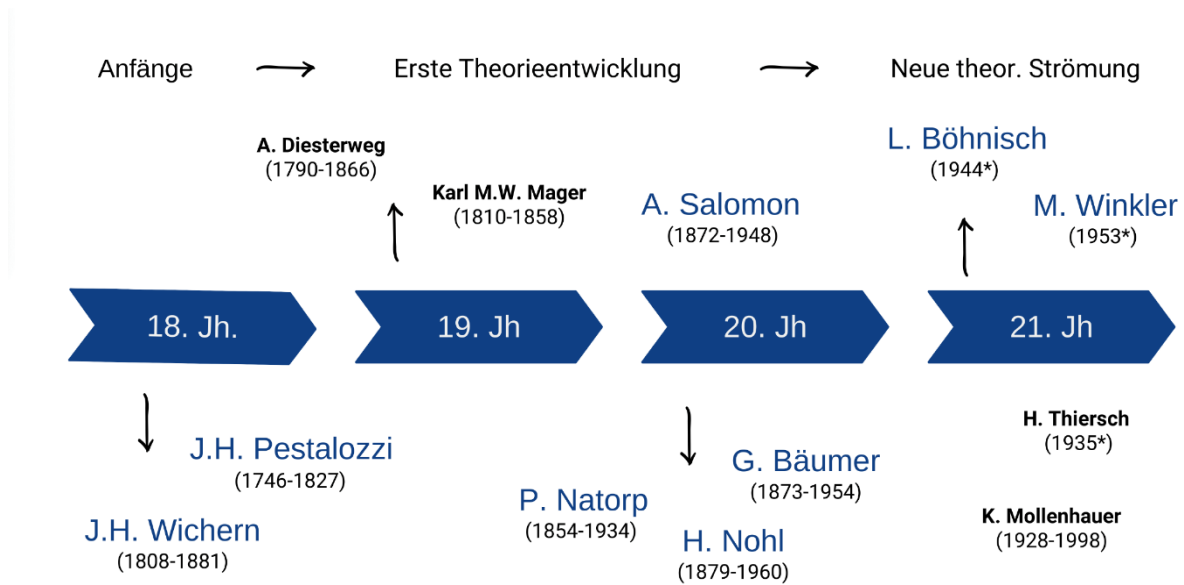 Anfänge
Erste Theorieentwicklung
Neue theor. Strömung
A. Diesterweg
(1790-1866)
Karl M.W. Mager
(1810-1858)
A. Salomon
(1872-1948)
L. Böhnisch
(1944*)
M. Winkler
(1953*)
18. Jh.
19. Jh
20. Jh
21. Jh
J.H. Pestalozzi
(1746-1827)
J.H. Wichern
(1808-1881)
P. Natorp
(1854-1934)
G. Bäumer
(1873-1954)
H. Nohl
(1879-1960)
H. Thiersch
(1935*)
K. Mollenhauer
(1928-1998)